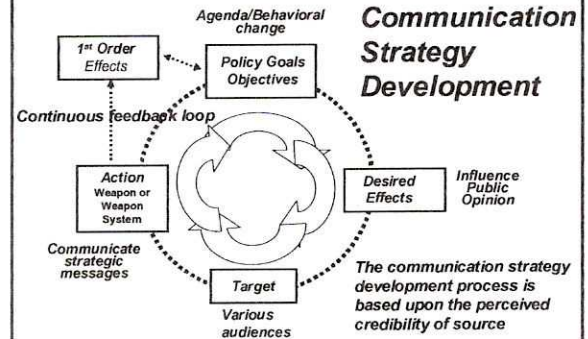 Communication
Strategy
Development
Agenda/Behavioral
change
1st Order
Effects
Policy Goals
Objectives
Continuous feedback loop
Action
Weapon or
Weapon
System
Communicate
strategic
messages
Desired
Effects
Influence
Public
Opinion
Target
Various
audiences
The communication strategy
development process is
based upon the perceived
credibility of source